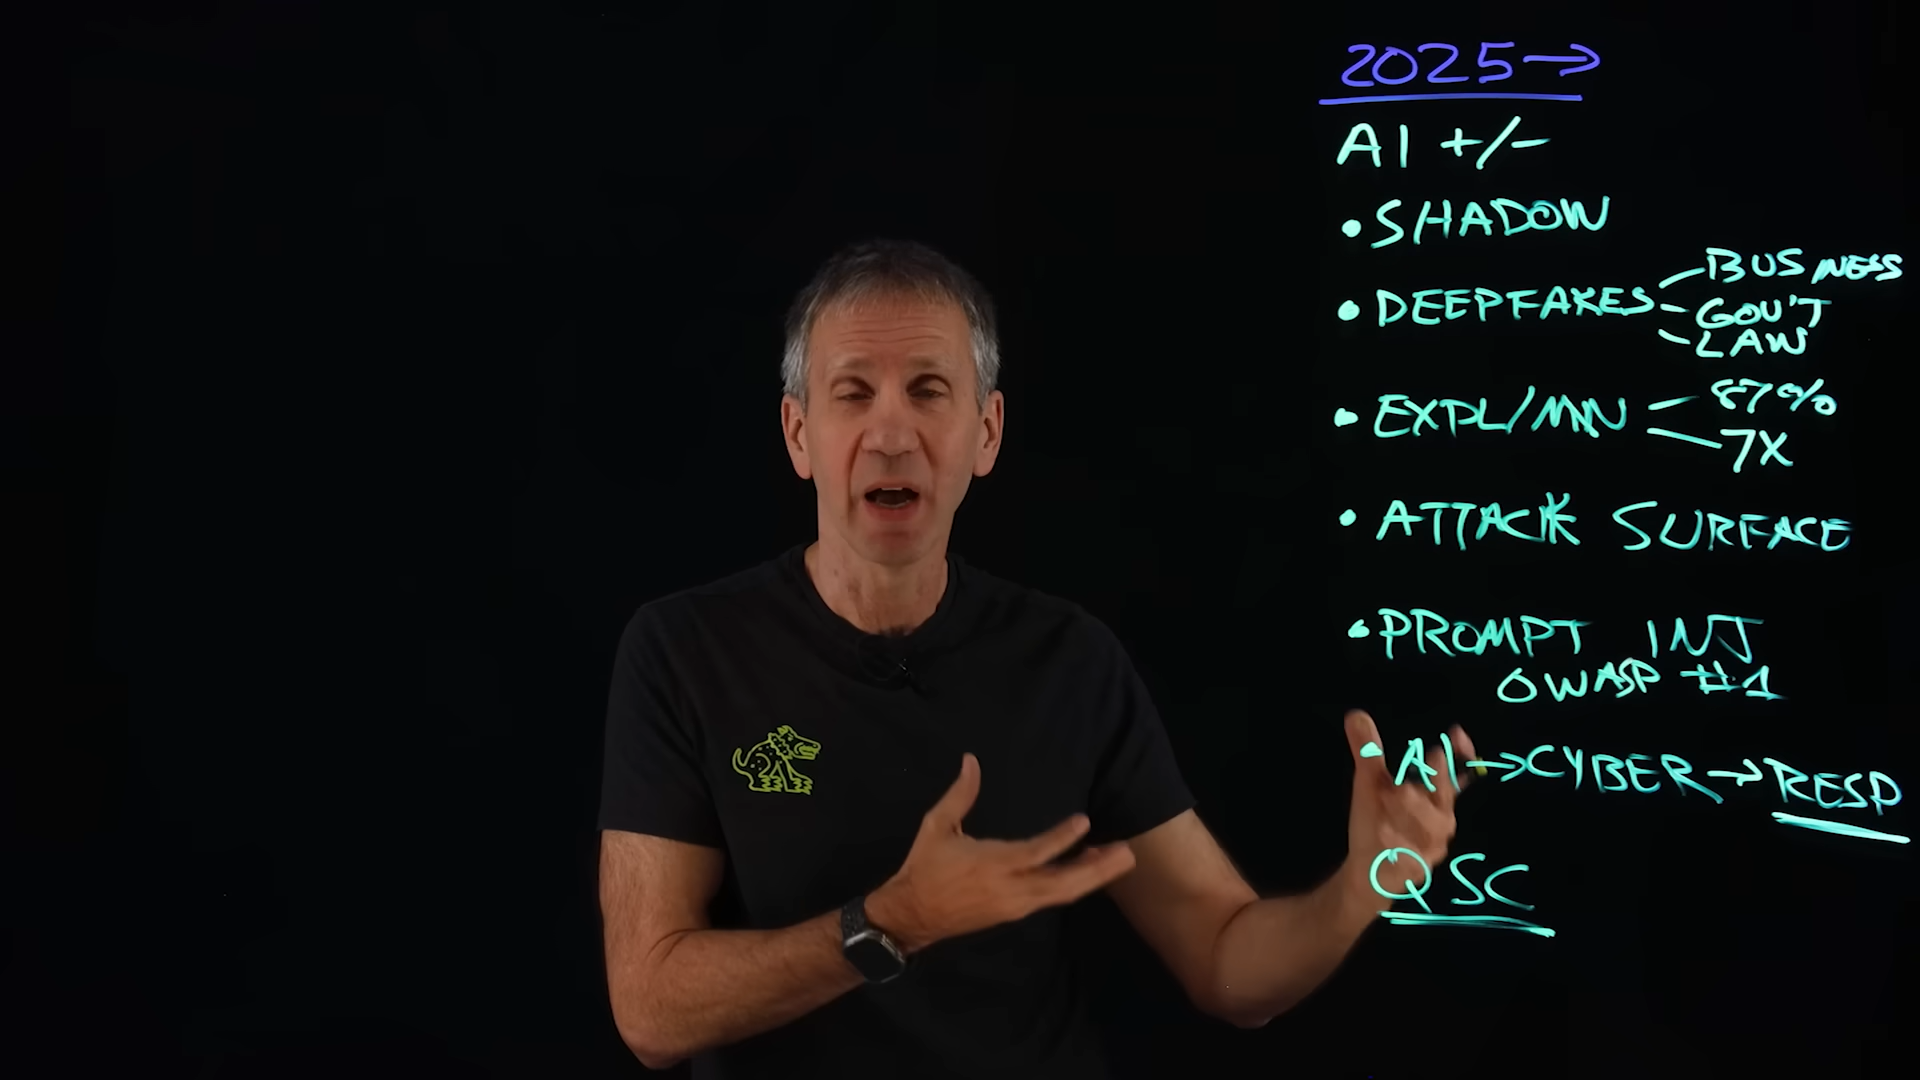 2025→
AI +/-
• SHADOW
• DEEPFAKES
BUSINESS
GOV'T
LAW
• EXPL/MN
87%
7X
• ATTACK SURFACE
• PROMPT INJ
OWASP #1
• AI→CYBER→RESP
QSC